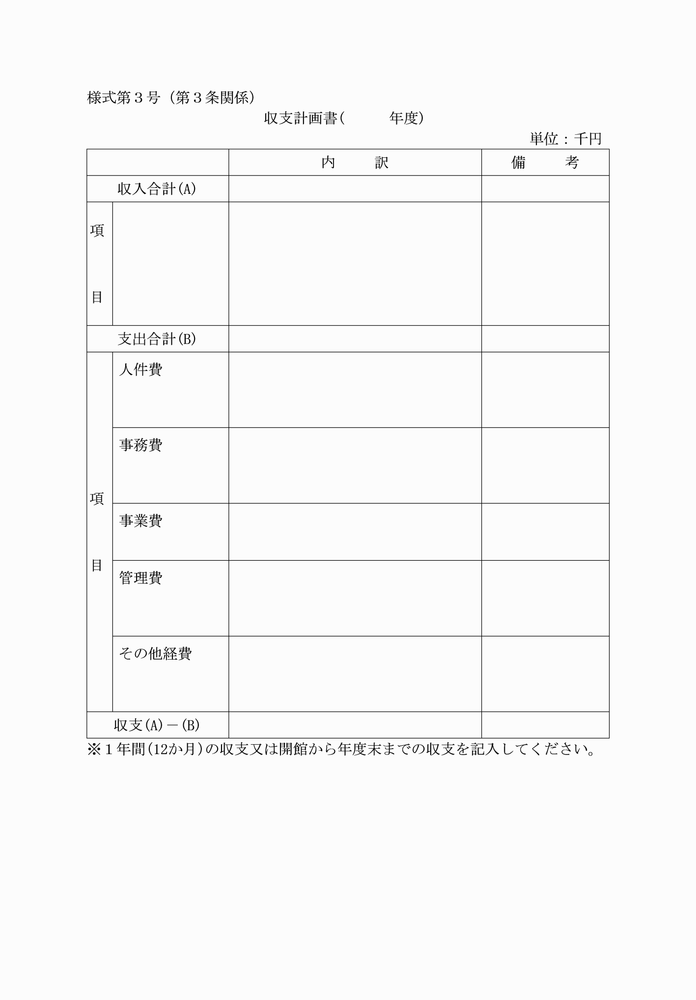 様式第３号（第３条関係）
収支計画書(　　　年度)
単位：千円
内　　訳　備　　考
収入合計(A)
項
目
支出合計(B)
人件費
事務費
項
事業費
目
管理費
その他経費
収支(A)－(B)
※１年間(12か月)の収支又は開館から年度末までの収支を記入してください。